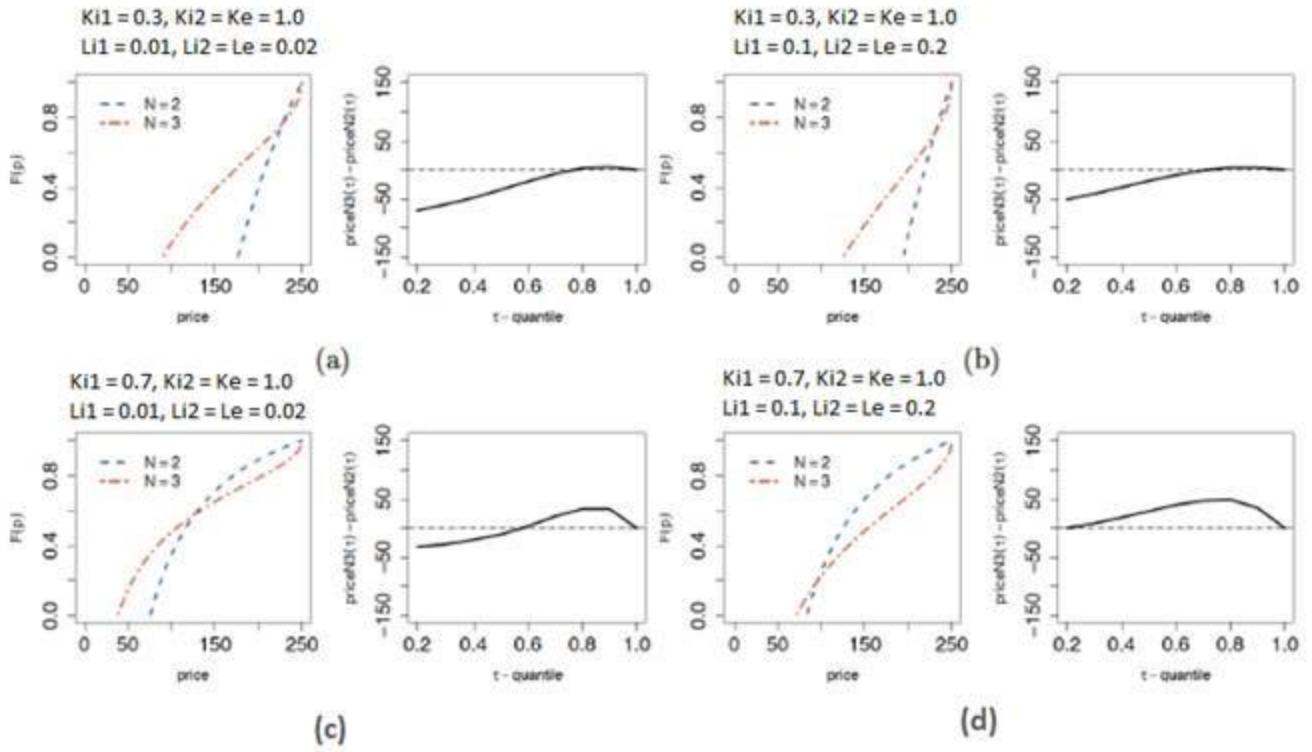 Ki1 = 0.3, Ki2 = Ke = 1.0
Li1 = 0.01, Li2 = Le = 0.02
F(p)
0.0 0.4 0.8
N = 2
N = 3
0 50 150 250
price
priceN3(τ) − priceN2(τ)
−150 −50 50 150
0.2 0.4 0.6 0.8 1.0
τ − quantile
(a)
Ki1 = 0.3, Ki2 = Ke = 1.0
Li1 = 0.1, Li2 = Le = 0.2
F(p)
0.0 0.4 0.8
N = 2
N = 3
0 50 150 250
price
priceN3(τ) − priceN2(τ)
−150 −50 50 150
0.2 0.4 0.6 0.8 1.0
τ − quantile
(b)
Ki1 = 0.7, Ki2 = Ke = 1.0
Li1 = 0.01, Li2 = Le = 0.02
F(p)
0.0 0.4 0.8
N = 2
N = 3
0 50 150 250
price
priceN3(τ) − priceN2(τ)
−150 −50 50 150
0.2 0.4 0.6 0.8 1.0
τ − quantile
(c)
Ki1 = 0.7, Ki2 = Ke = 1.0
Li1 = 0.1, Li2 = Le = 0.2
F(p)
0.0 0.4 0.8
N = 2
N = 3
0 50 150 250
price
priceN3(τ) − priceN2(τ)
−150 −50 50 150
0.2 0.4 0.6 0.8 1.0
τ − quantile
(d)